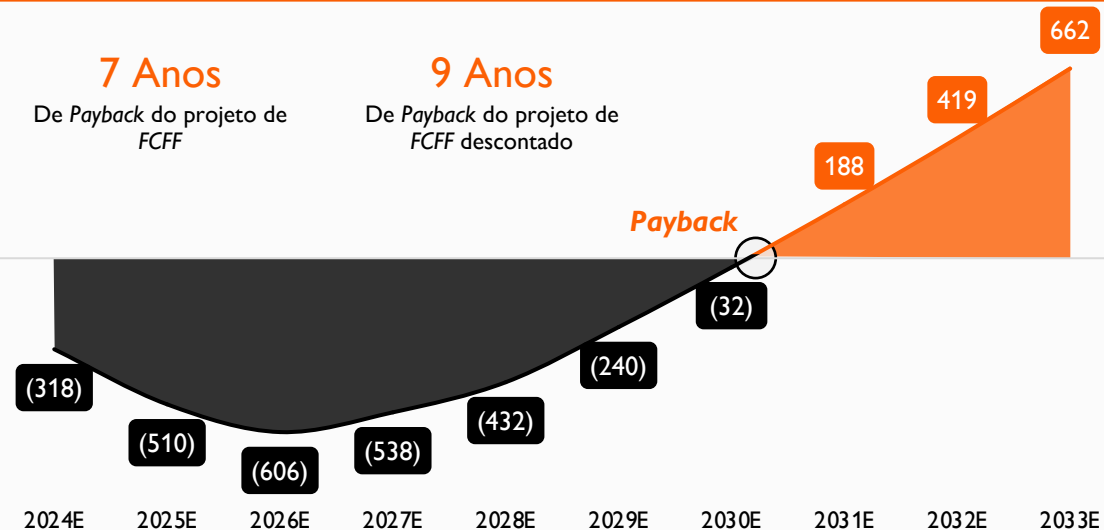 7 Anos
De Payback do projeto de
FCFF
9 Anos
De Payback do projeto de
FCFF descontado
662
419
188
Payback
(32)
(240)
(318)
(432)
(510)
(538)
(606)
2024E 2025E 2026E 2027E 2028E 2029E 2030E 2031E 2032E 2033E